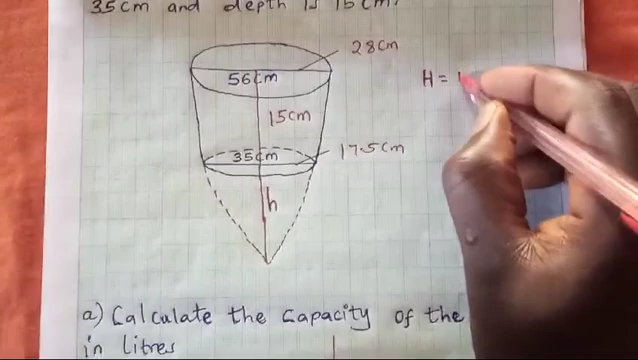 35cm and depth is 15cm.
28cm
56cm
H =
15cm
35cm
17.5cm
h
a) Calculate the capacity of the
in litres